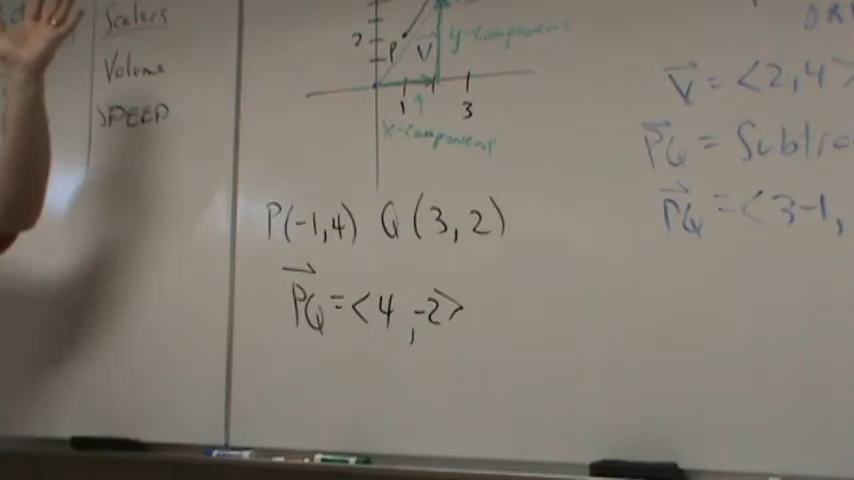 Scalers
Volume
SPEED
2
P
V
y-component
1
3
x-component
P(-1,4) Q(3,2)
PQ = <4,-2>
V = <2,4>
PQ =
PQ = <3-1,